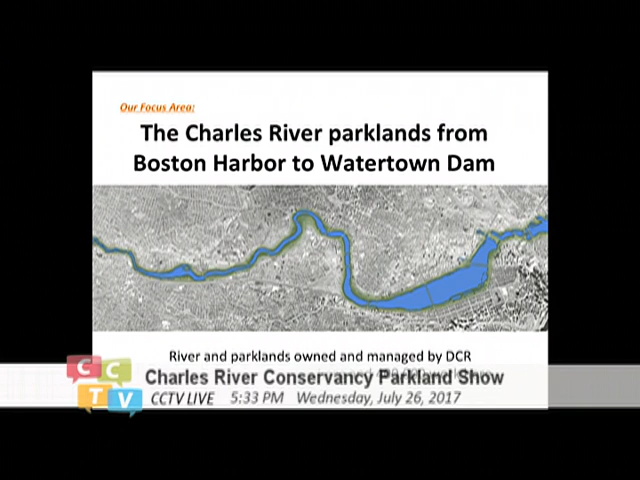 Our Focus Area:
The Charles River parklands from
Boston Harbor to Watertown Dam
River and parklands owned and managed by DCR
C C TV
Charles River Conservancy Parkland Show
CCTV LIVE 5:33 PM Wednesday, July 26, 2017